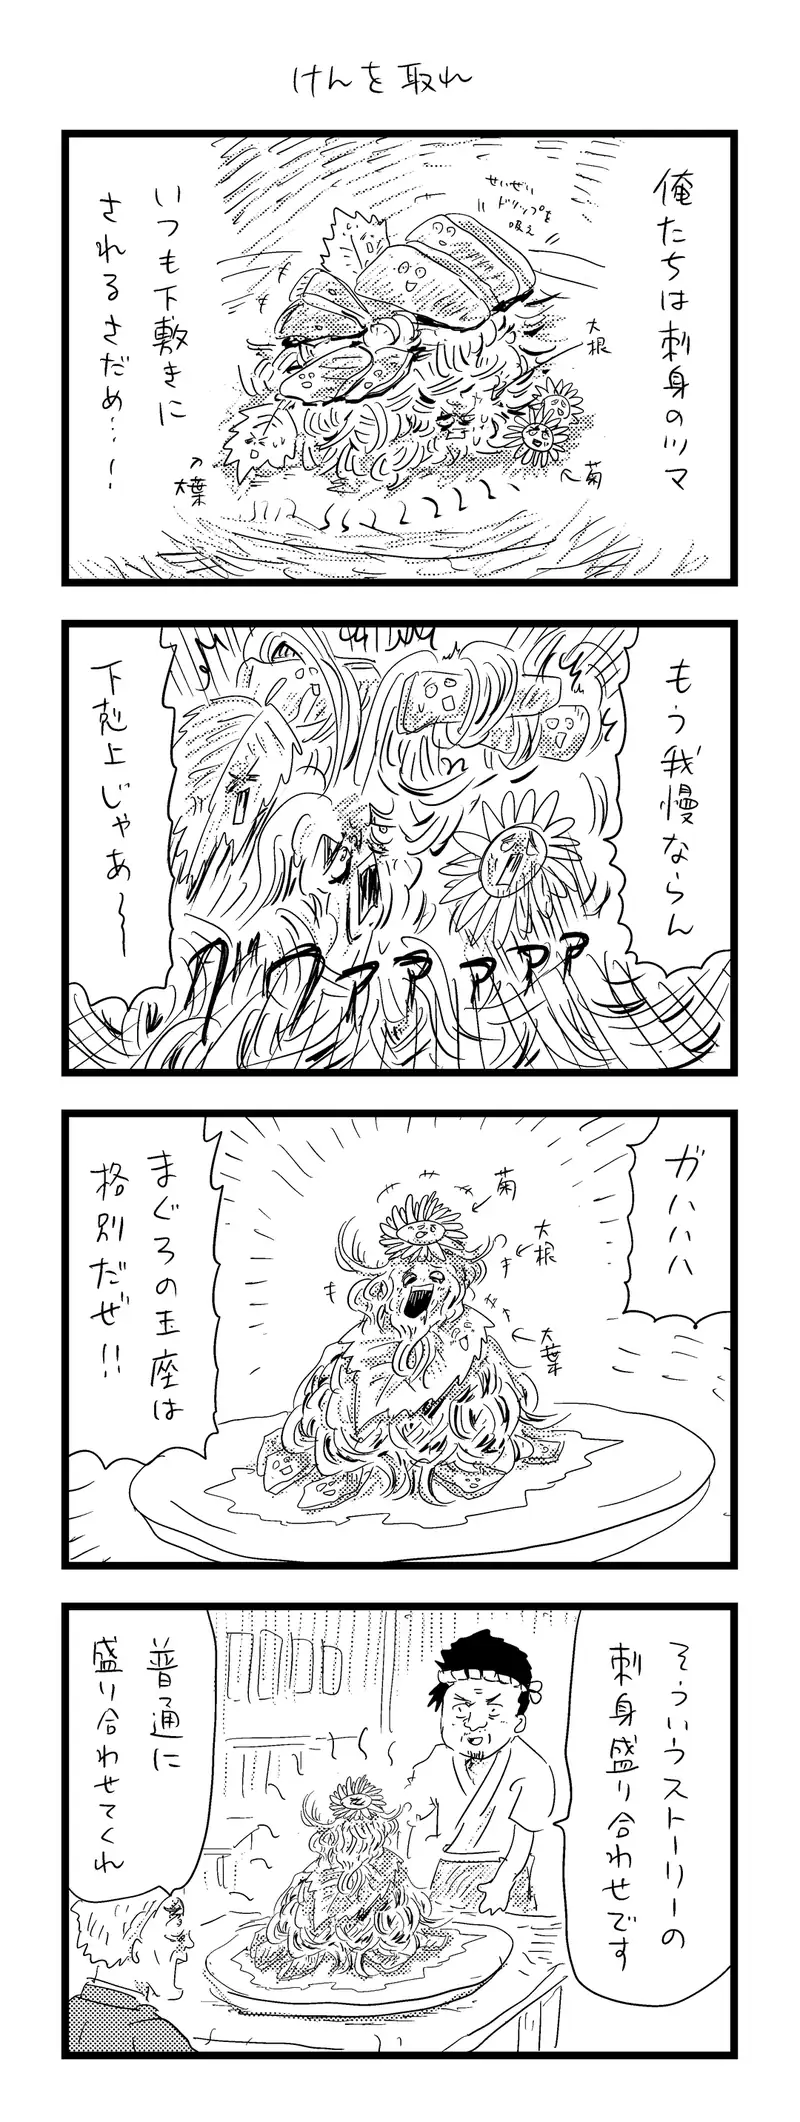 けんを取れ
俺たちは刺身のツマ
せいぜい
ドリップを
吸え
大根
菊
大葉
いつも下敷きに
されるさだめ…！
もう我慢ならん
下剋上じゃあ〜〜
グワァァァァァ
ガハハハ
菊
大根
大葉
まぐろの玉座は
格別だぜ!!
そういうストーリーの
刺身盛り合わせです
普通に
盛り合わせてくれ